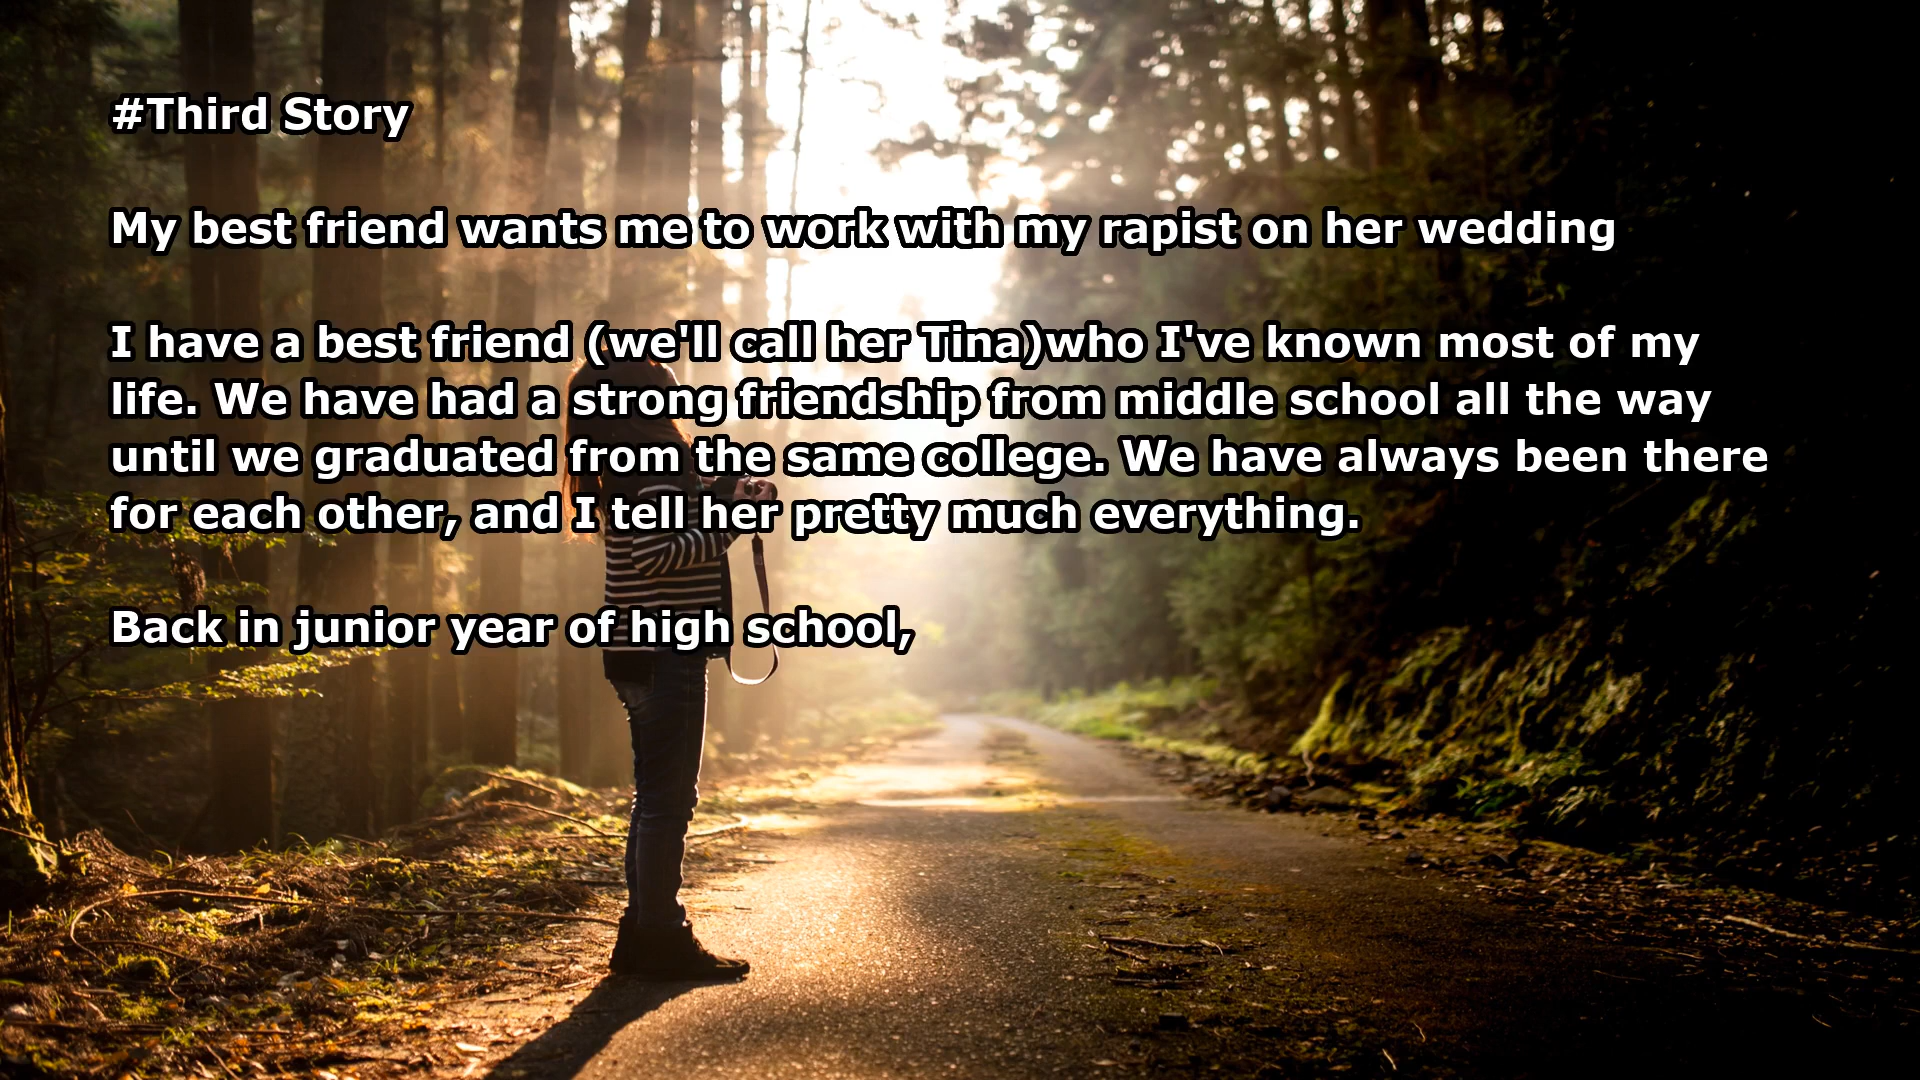 #Third Story
My best friend wants me to work with my rapist on her wedding
I have a best friend (we'll call her Tina)who I've known most of my
life. We have had a strong friendship from middle school all the way
until we graduated from the same college. We have always been there
for each other, and I tell her pretty much everything.
Back in junior year of high school,